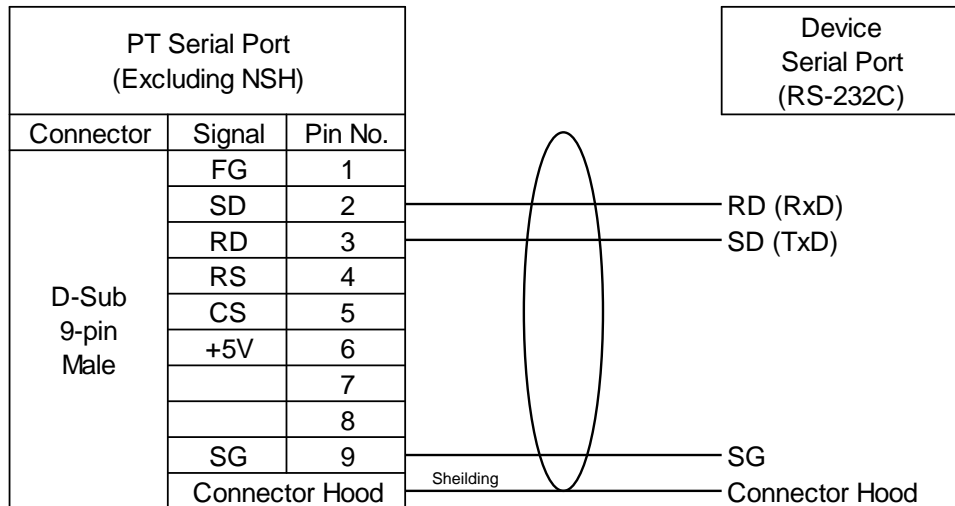 PT Serial Port
(Excluding NSH)
Device
Serial Port
(RS-232C)
Connector Signal Pin No.
FG 1
SD 2 RD (RxD)
RD 3 SD (TxD)
RS 4
D-Sub
9-pin
Male
CS 5
+5V 6
7
8
SG 9 SG
Connector Hood Sheilding Connector Hood